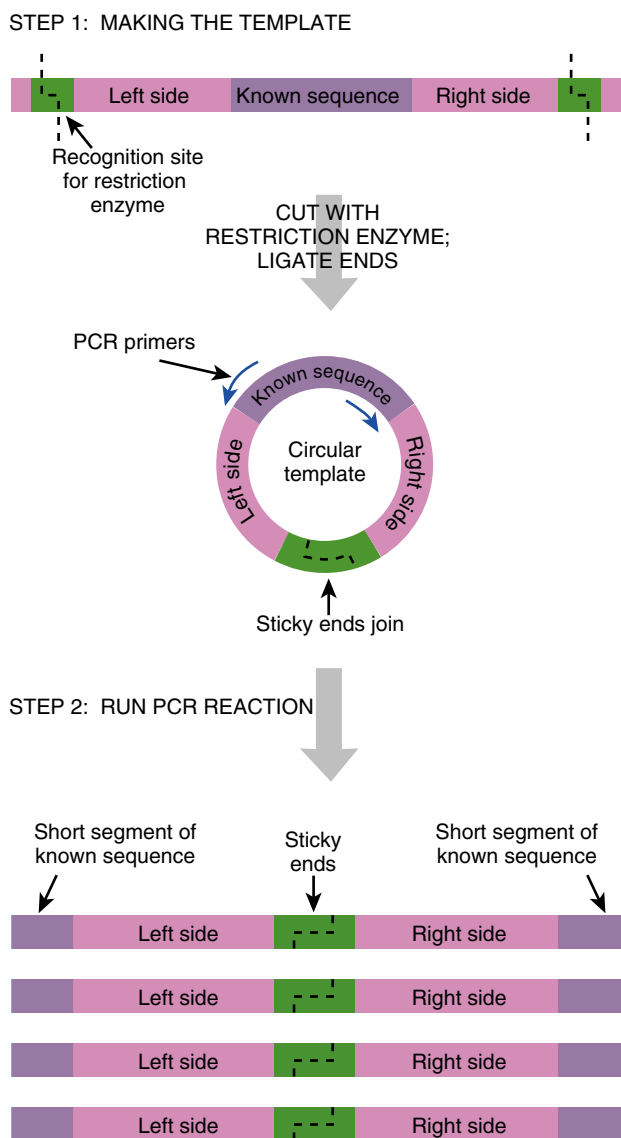 STEP 1: MAKING THE TEMPLATE
Left side
Known sequence
Right side
Recognition site
for restriction
enzyme
CUT WITH
RESTRICTION ENZYME;
LIGATE ENDS
PCR primers
Known sequence
Left side
Circular
template
Right side
Sticky ends join
STEP 2: RUN PCR REACTION
Short segment of
known sequence
Sticky
ends
Short segment of
known sequence
Left side
Right side
Left side
Right side
Left side
Right side
Left side
Right side